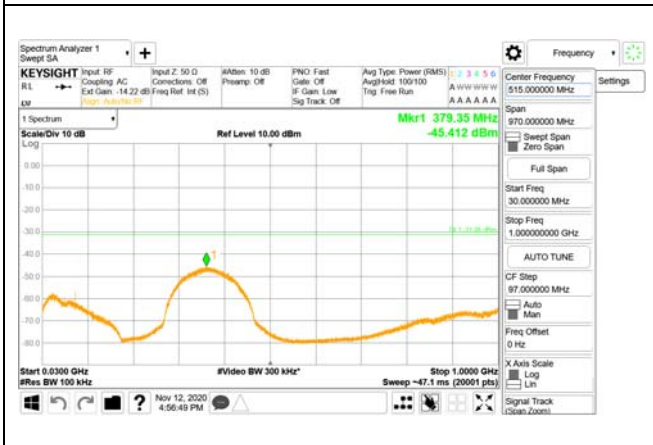 Spectrum Analyzer 1
Swept SA
+
Frequency
KEYSIGHT
RL
Input: RF
Coupling: AC
Ext Gain: -14.22 dB
Align: Auto/No RF
Input Z: 50 Ω
Corrections: Off
Freq Ref: Int (S)
#Atten: 10 dB
Preamp: Off
PNO: Fast
Gate: Off
IF Gain: Low
Sig Track: Off
Avg Type: Power (RMS)
Avg|Hold: 100/100
Trig: Free Run
1 2 3 4 5 6
A W W W W W
A A A A A A
1 Spectrum
Scale/Div 10 dB
Ref Level 10.00 dBm
Mkr1 379.35 MHz
-45.412 dBm
Log
0.00
-10.0
-20.0
-30.0
-40.0
-50.0
-60.0
-70.0
-80.0
1
Start 0.0300 GHz
#Res BW 100 kHz
#Video BW 300 kHz*
Stop 1.0000 GHz
Sweep ~47.1 ms (20001 pts)
Nov 12, 2020
4:56:49 PM
Center Frequency
515.000000 MHz
Settings
Span
970.000000 MHz
Swept Span
Zero Span
Full Span
Start Freq
30.000000 MHz
Stop Freq
1.000000000 GHz
AUTO TUNE
CF Step
97.000000 MHz
Auto
Man
Freq Offset
0 Hz
X Axis Scale
Log
Lin
Signal Track
(Span Zoom)